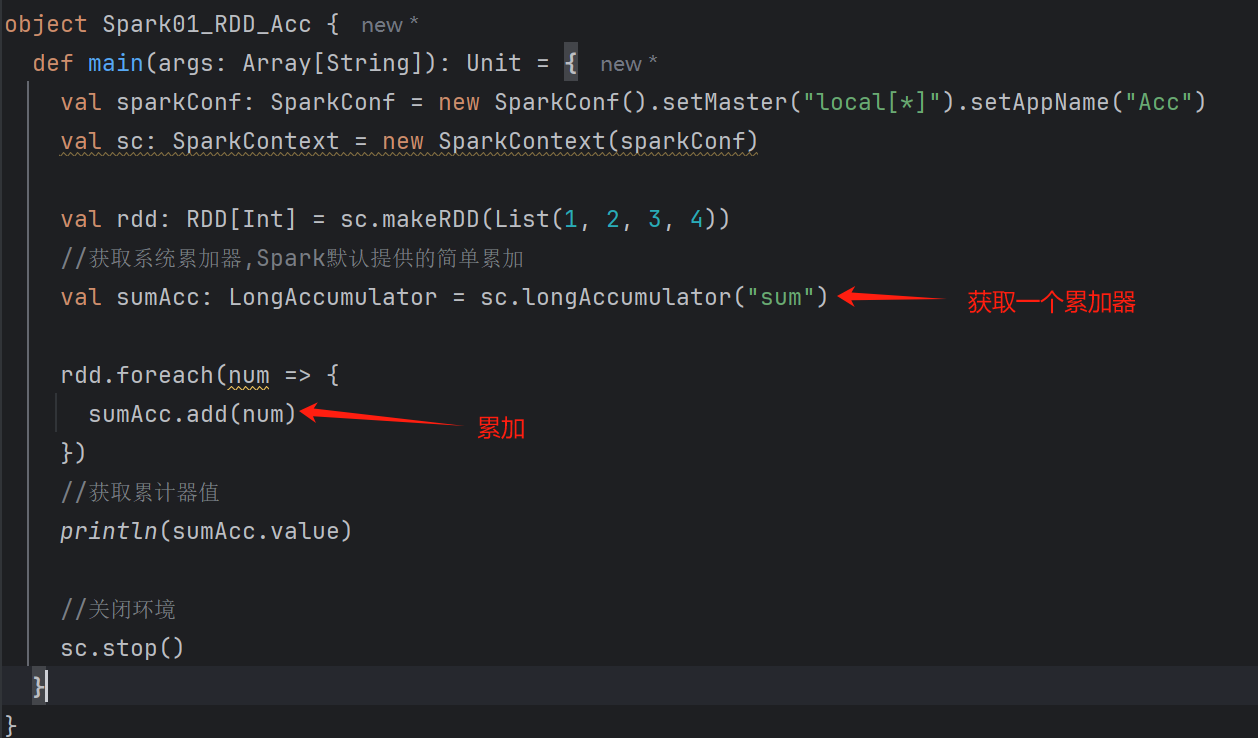 object Spark01_RDD_Acc { new *
def main(args: Array[String]): Unit = { new *
val sparkConf: SparkConf = new SparkConf().setMaster("local[*]").setAppName("Acc")
val sc: SparkContext = new SparkContext(sparkConf)
val rdd: RDD[Int] = sc.makeRDD(List(1, 2, 3, 4))
//获取系统累加器,Spark默认提供的简单累加
val sumAcc: LongAccumulator = sc.longAccumulator("sum") 获取一个累加器
rdd.foreach(num => {
sumAcc.add(num) 累加
})
//获取累计器值
println(sumAcc.value)
//关闭环境
sc.stop()
}
}